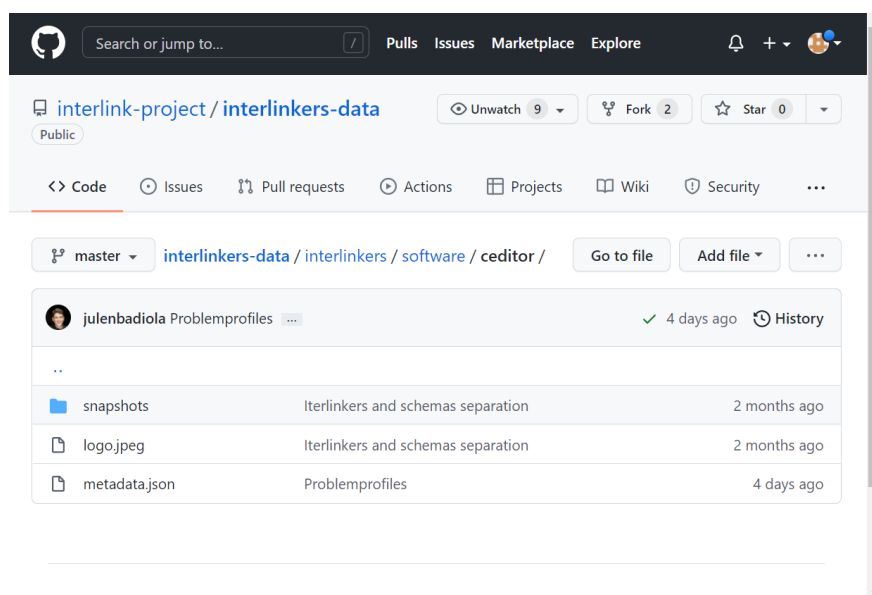 Search or jump to... / Pulls Issues Marketplace Explore
interlink-project / interlinkers-data Unwatch 9 Fork 2 Star 0
Public
<> Code Issues Pull requests Actions Projects Wiki Security ...
master interlinkers-data / interlinkers / software / ceditor / Go to file Add file ...
julenbadiola Problemprofiles ... 4 days ago History
..
snapshots Iterlinkers and schemas separation 2 months ago
logo.jpeg Iterlinkers and schemas separation 2 months ago
metadata.json Problemprofiles 4 days ago